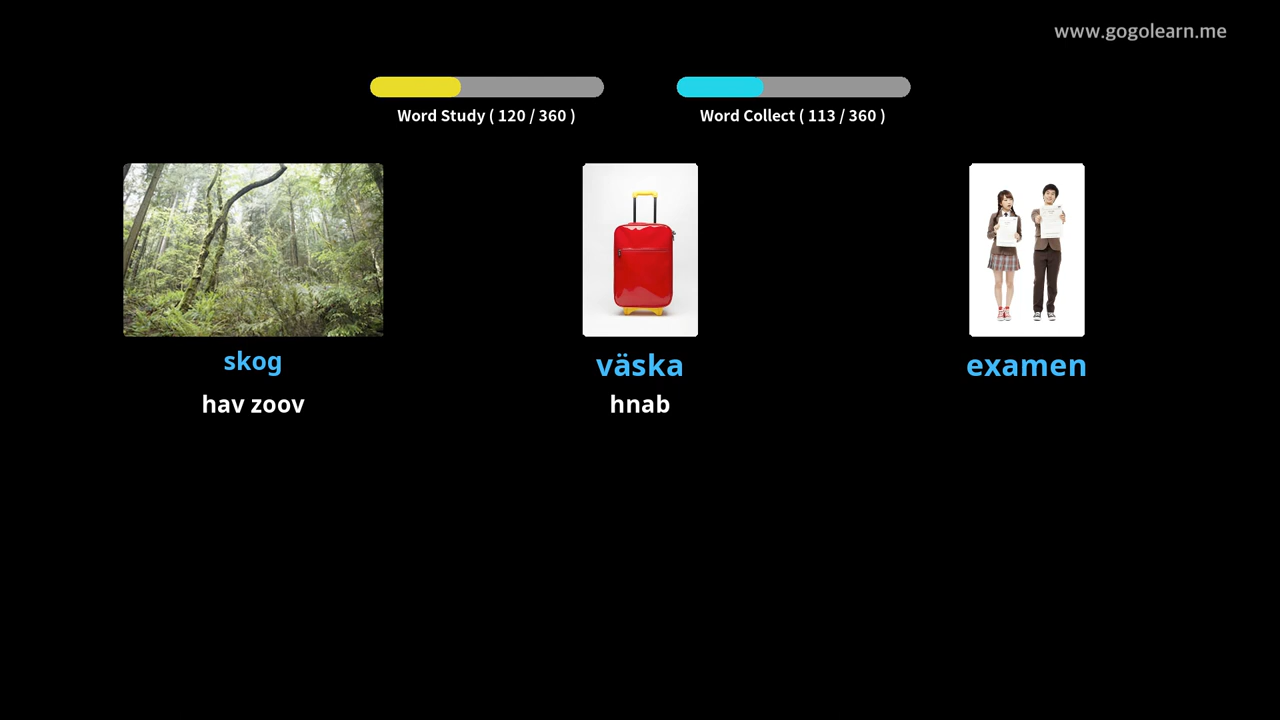 www.gogolearn.me
Word Study ( 120 / 360 )
Word Collect ( 113 / 360 )
skog
väska
examen
hav zoov
hnab